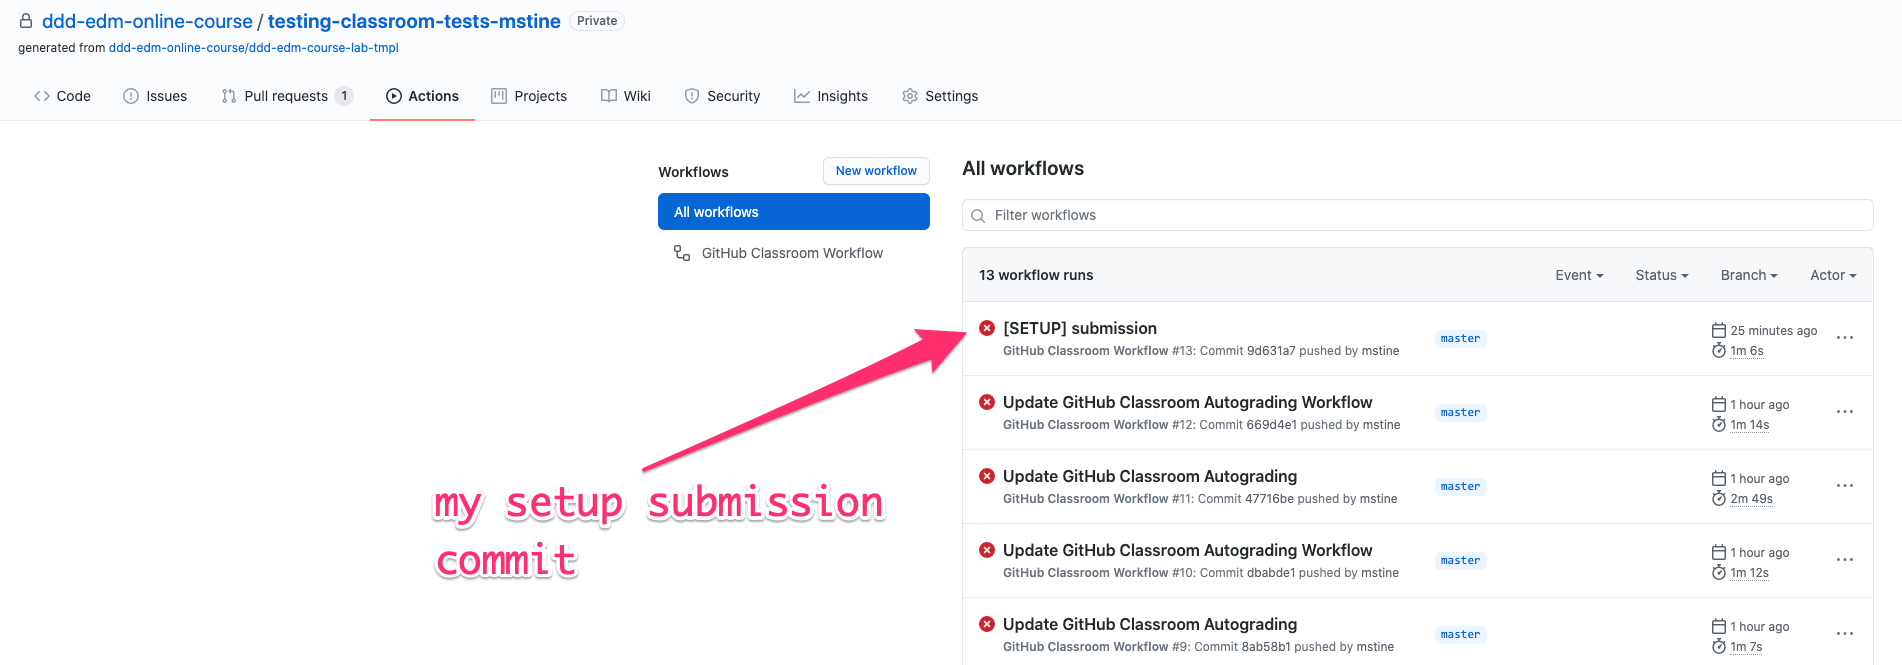 ddd-edm-online-course / testing-classroom-tests-mstine Private
generated from ddd-edm-online-course/ddd-edm-course-lab-tmpl
Code Issues Pull requests 1 Actions Projects Wiki Security Insights Settings
Workflows
New workflow
All workflows
GitHub Classroom Workflow
All workflows
Filter workflows
13 workflow runs Event Status Branch Actor
[SETUP] submission
GitHub Classroom Workflow #13: Commit 9d631a7 pushed by mstine
master
25 minutes ago
1m 6s
Update GitHub Classroom Autograding Workflow
GitHub Classroom Workflow #12: Commit 669d4e1 pushed by mstine
master
1 hour ago
1m 14s
Update GitHub Classroom Autograding
GitHub Classroom Workflow #11: Commit 47716be pushed by mstine
master
1 hour ago
2m 49s
Update GitHub Classroom Autograding Workflow
GitHub Classroom Workflow #10: Commit dbabde1 pushed by mstine
master
1 hour ago
1m 12s
Update GitHub Classroom Autograding
GitHub Classroom Workflow #9: Commit 8ab58b1 pushed by mstine
master
1 hour ago
1m 7s
my setup submission
commit